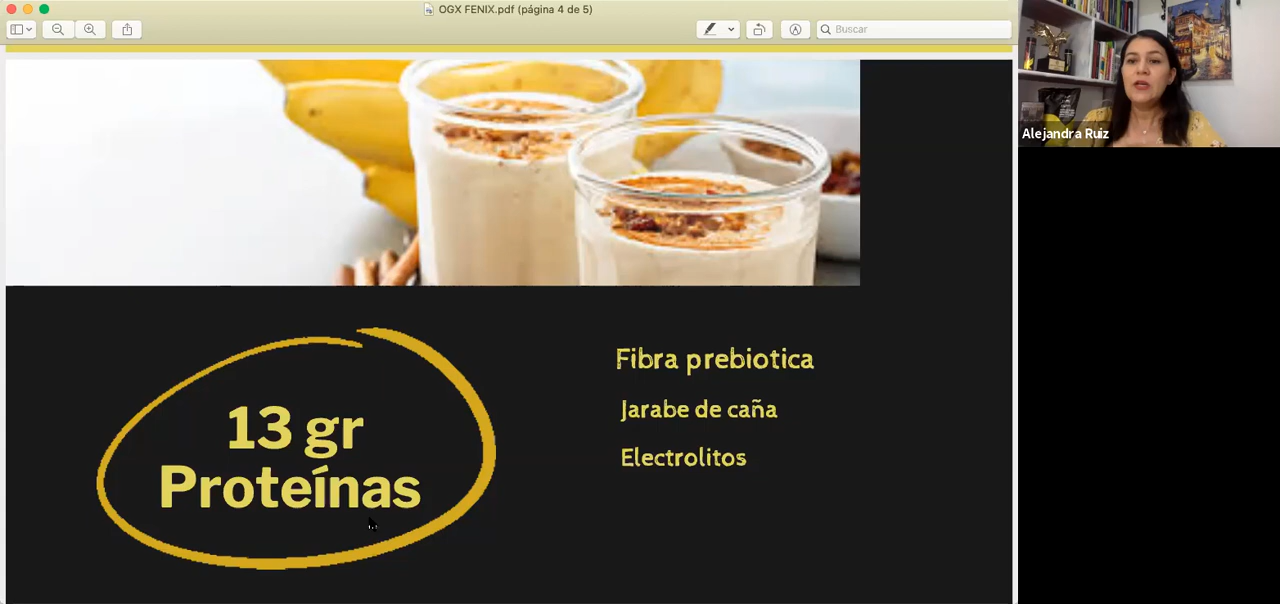 OGX FENIX.pdf (página 4 de 5)
Buscar
Alejandra Ruiz
13 gr
Proteínas
Fibra prebiotica
Jarabe de caña
Electrolitos